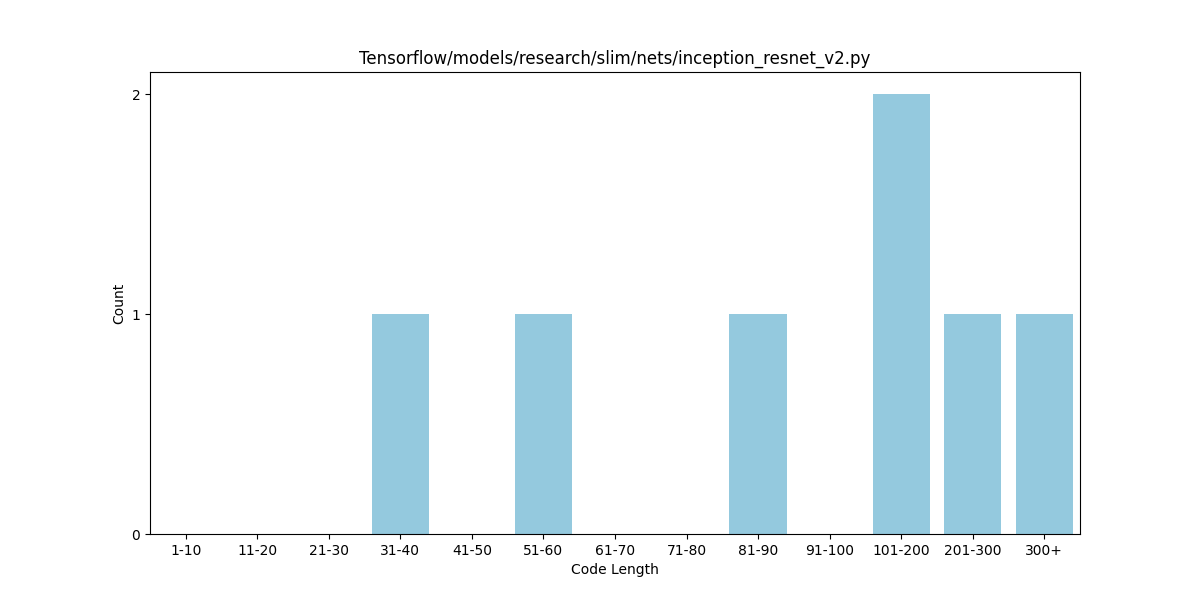 Tensorflow/models/research/slim/nets/inception_resnet_v2.py
2
1
0
Count
1-10 11-20 21-30 31-40 41-50 51-60 61-70 71-80 81-90 91-100 101-200 201-300 300+
Code Length